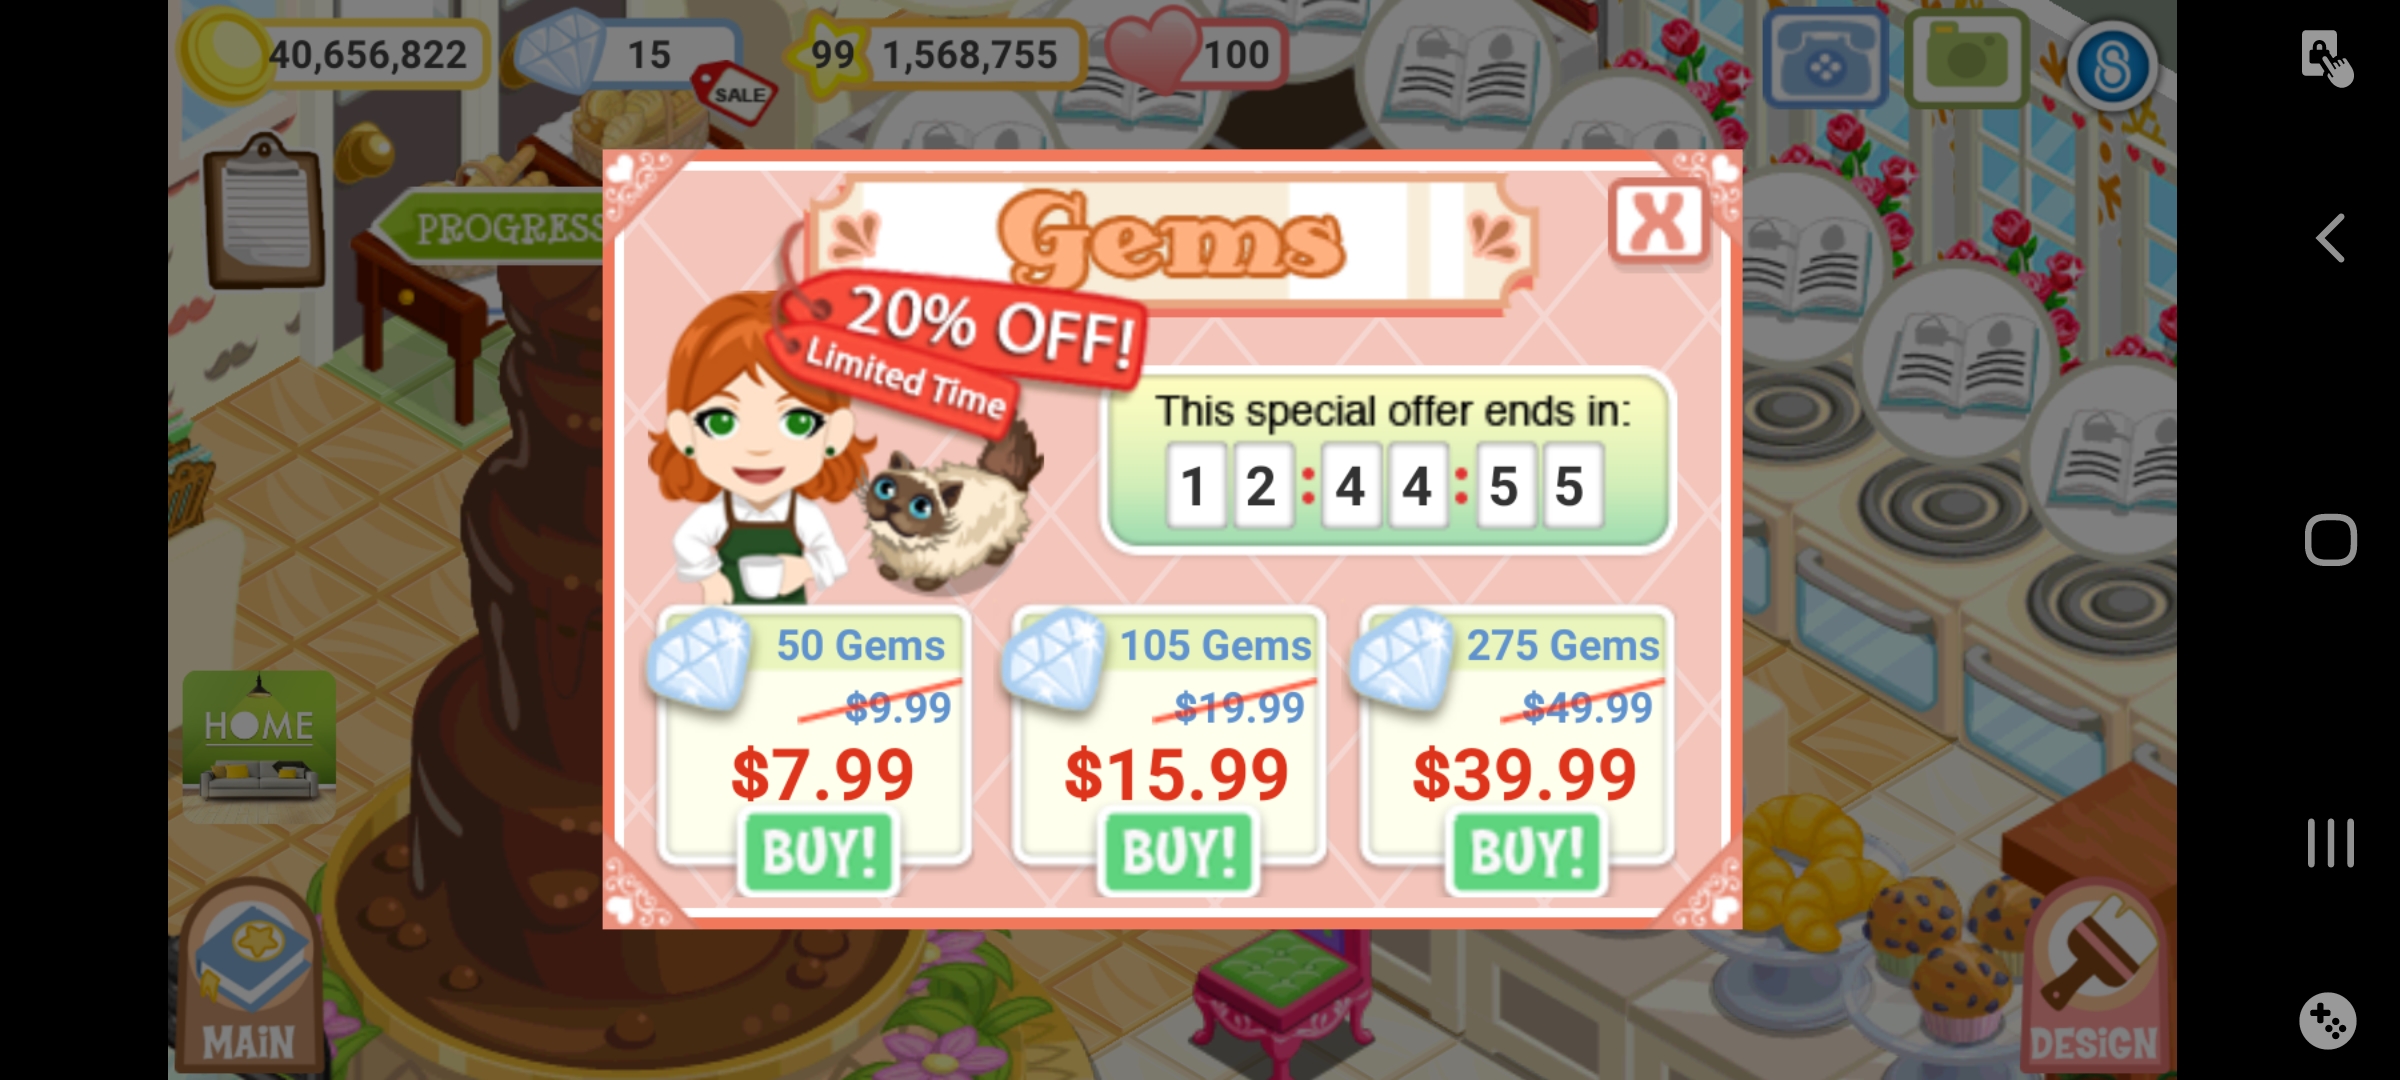 40,656,822
15
SALE
99
1,568,755
100
PROGRESS
Gems
X
20% OFF!
Limited Time
This special offer ends in:
12:44:55
50 Gems
$9.99
$7.99
BUY!
105 Gems
$19.99
$15.99
BUY!
275 Gems
$49.99
$39.99
BUY!
HOME
MAiN
DESiGN